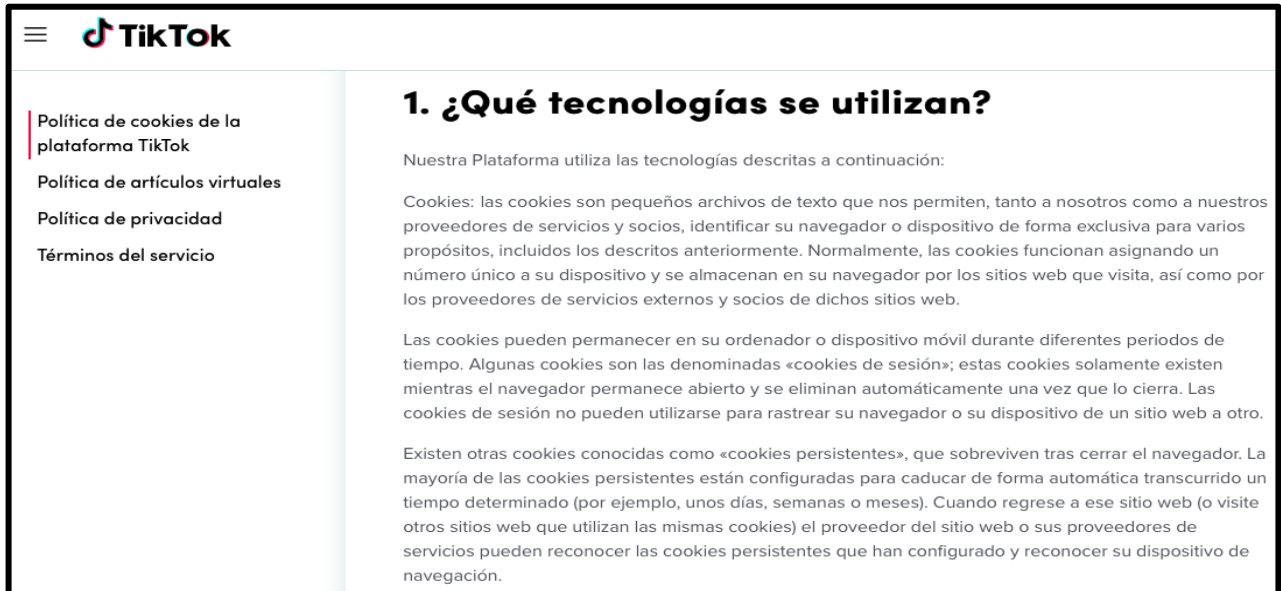 TikTok
Política de cookies de la
plataforma TikTok
Política de artículos virtuales
Política de privacidad
Términos del servicio
1. ¿Qué tecnologías se utilizan?
Nuestra Plataforma utiliza las tecnologías descritas a continuación:
Cookies: las cookies son pequeños archivos de texto que nos permiten, tanto a nosotros como a nuestros
proveedores de servicios y socios, identificar su navegador o dispositivo de forma exclusiva para varios
propósitos, incluidos los descritos anteriormente. Normalmente, las cookies funcionan asignando un
número único a su dispositivo y se almacenan en su navegador por los sitios web que visita, así como por
los proveedores de servicios externos y socios de dichos sitios web.
Las cookies pueden permanecer en su ordenador o dispositivo móvil durante diferentes periodos de
tiempo. Algunas cookies son las denominadas «cookies de sesión»; estas cookies solamente existen
mientras el navegador permanece abierto y se eliminan automáticamente una vez que lo cierra. Las
cookies de sesión no pueden utilizarse para rastrear su navegador o su dispositivo de un sitio web a otro.
Existen otras cookies conocidas como «cookies persistentes», que sobreviven tras cerrar el navegador. La
mayoría de las cookies persistentes están configuradas para caducar de forma automática transcurrido un
tiempo determinado (por ejemplo, unos días, semanas o meses). Cuando regrese a ese sitio web (o visite
otros sitios web que utilizan las mismas cookies) el proveedor del sitio web o sus proveedores de
servicios pueden reconocer las cookies persistentes que han configurado y reconocer su dispositivo de
navegación.